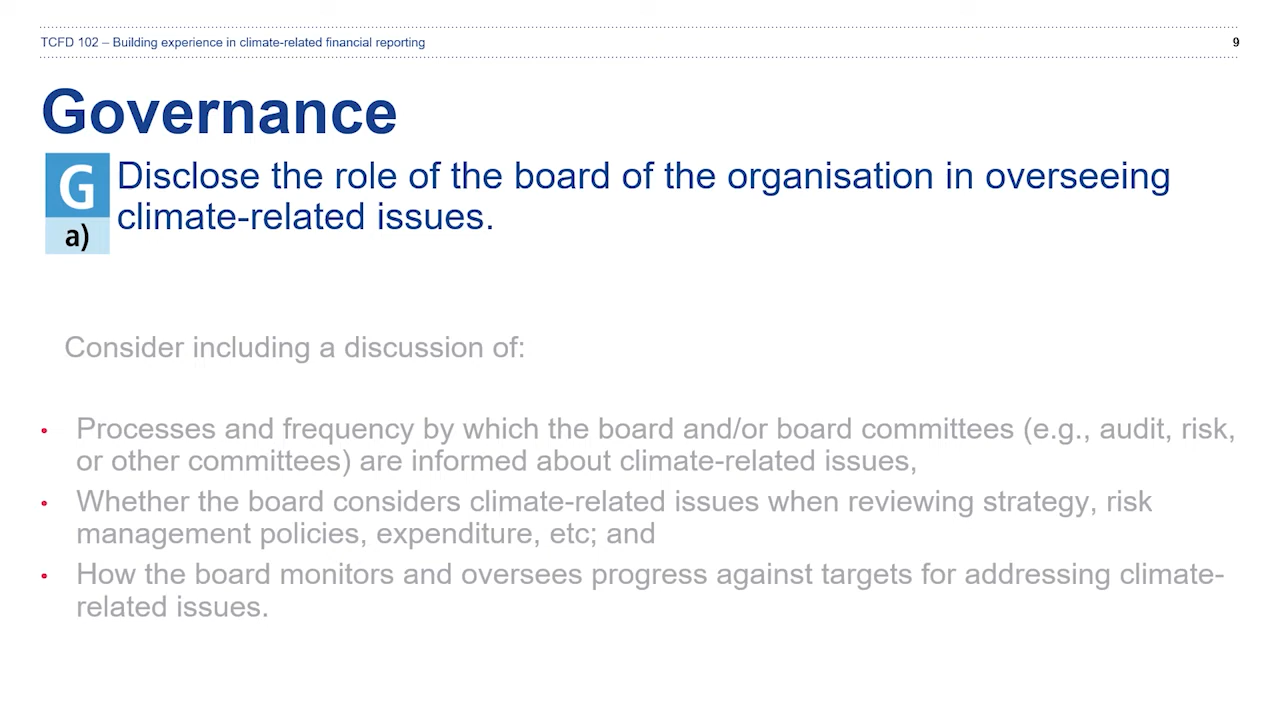 TCFD 102 – Building experience in climate-related financial reporting
9
Governance
G
a)
Disclose the role of the board of the organisation in overseeing
climate-related issues.
Consider including a discussion of:
• Processes and frequency by which the board and/or board committees (e.g., audit, risk,
or other committees) are informed about climate-related issues,
• Whether the board considers climate-related issues when reviewing strategy, risk
management policies, expenditure, etc; and
• How the board monitors and oversees progress against targets for addressing climate-
related issues.